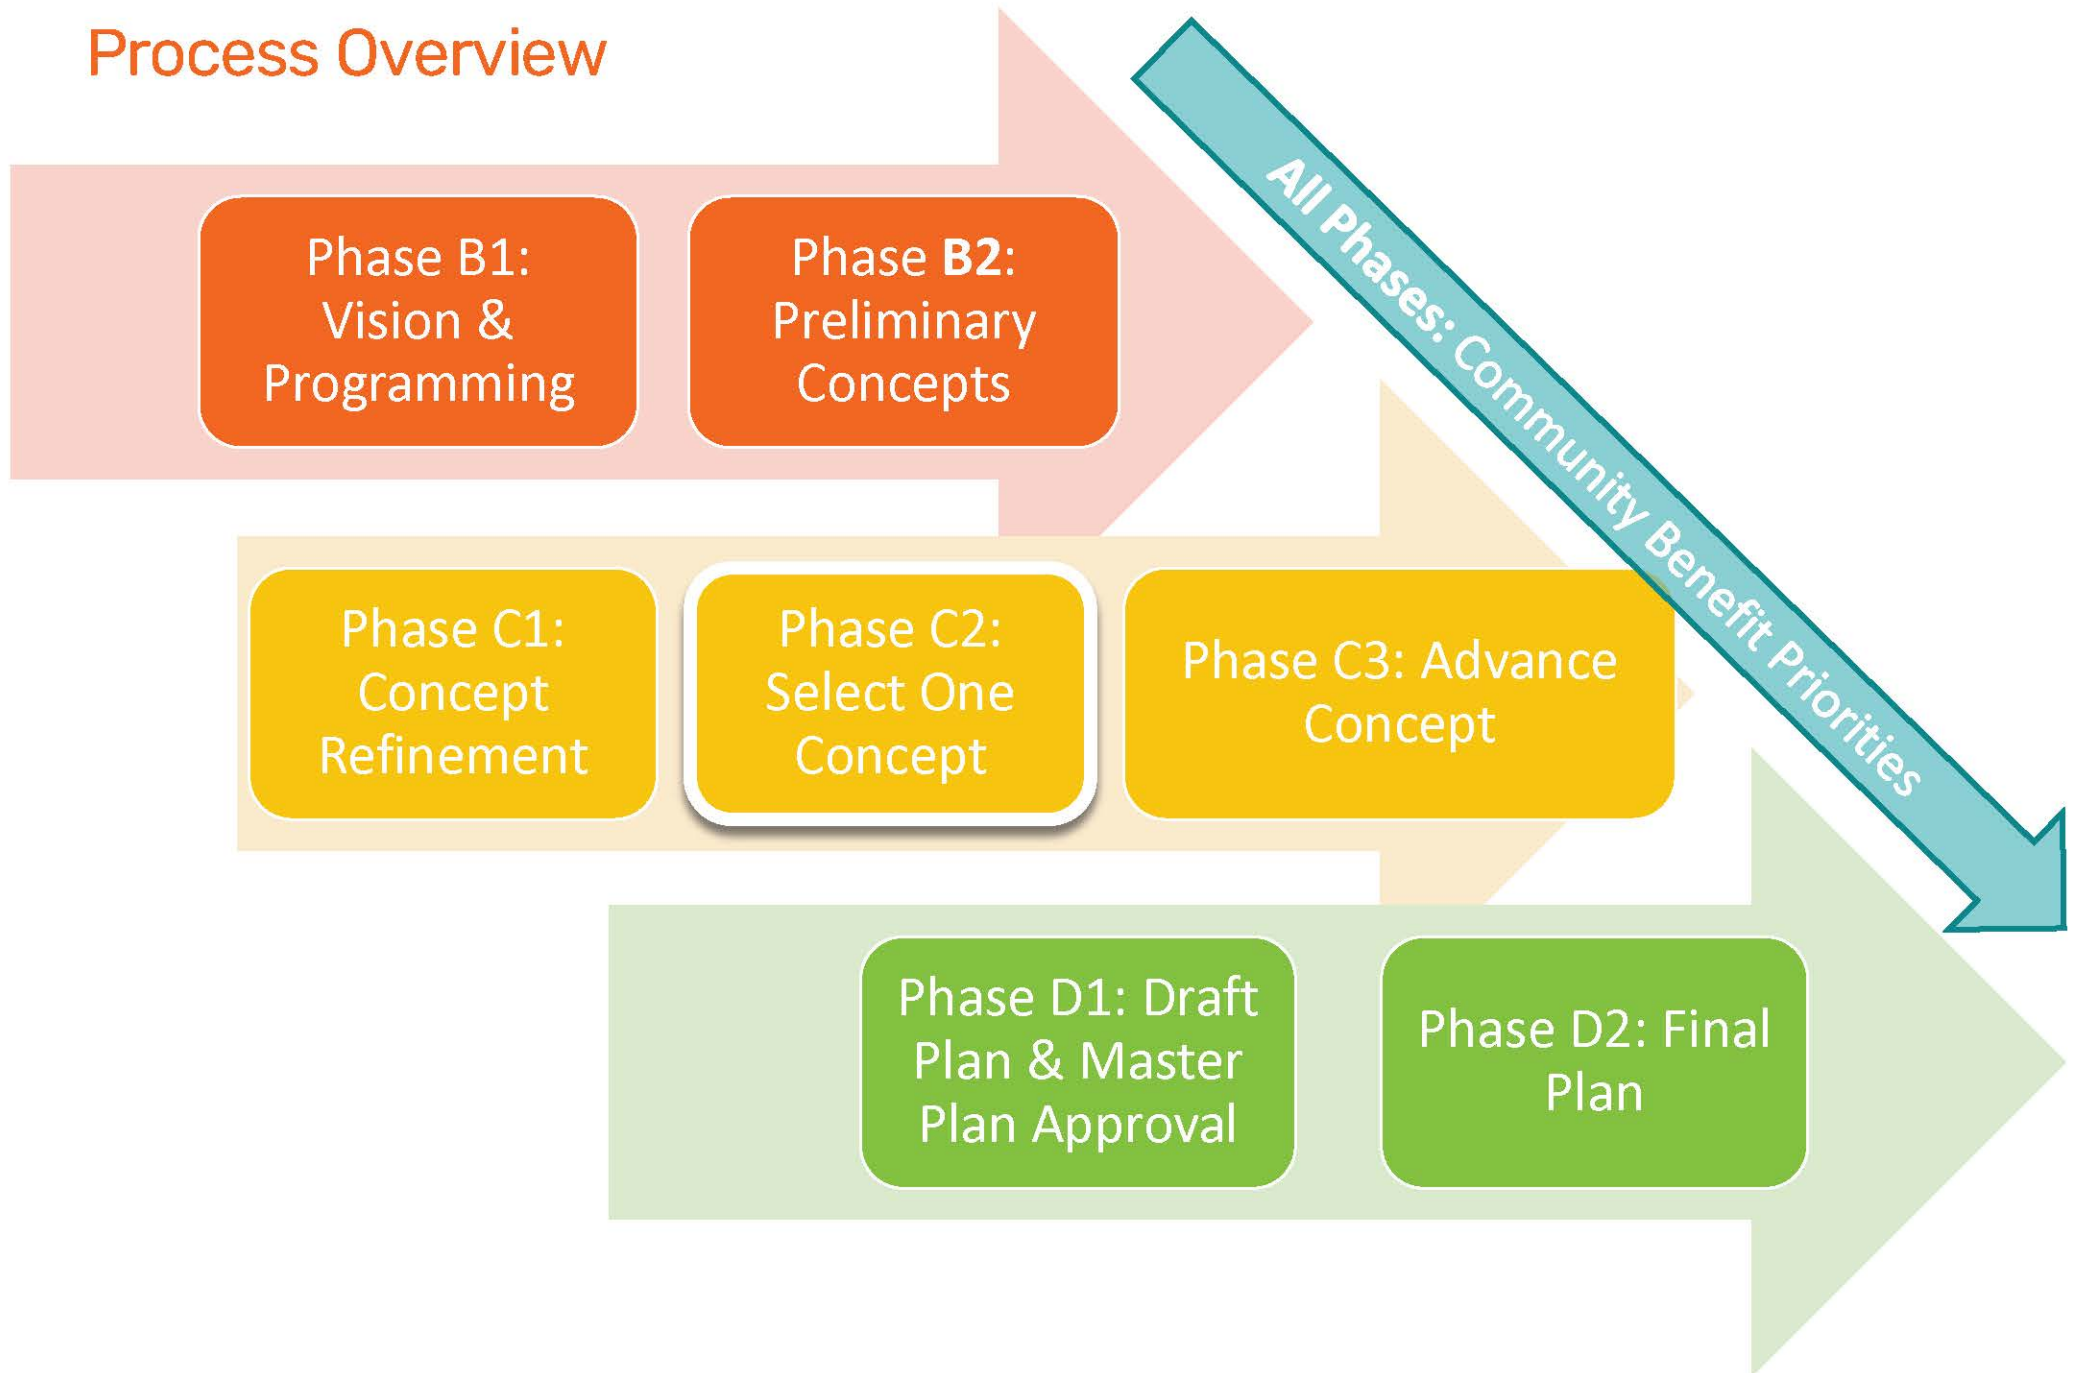 Process Overview
All Phases: Community Benefit Priorities
Phase B1:
Vision &
Programming
Phase B2:
Preliminary
Concepts
Phase C1:
Concept
Refinement
Phase C2:
Select One
Concept
Phase C3: Advance
Concept
Phase D1: Draft
Plan & Master
Plan Approval
Phase D2: Final
Plan